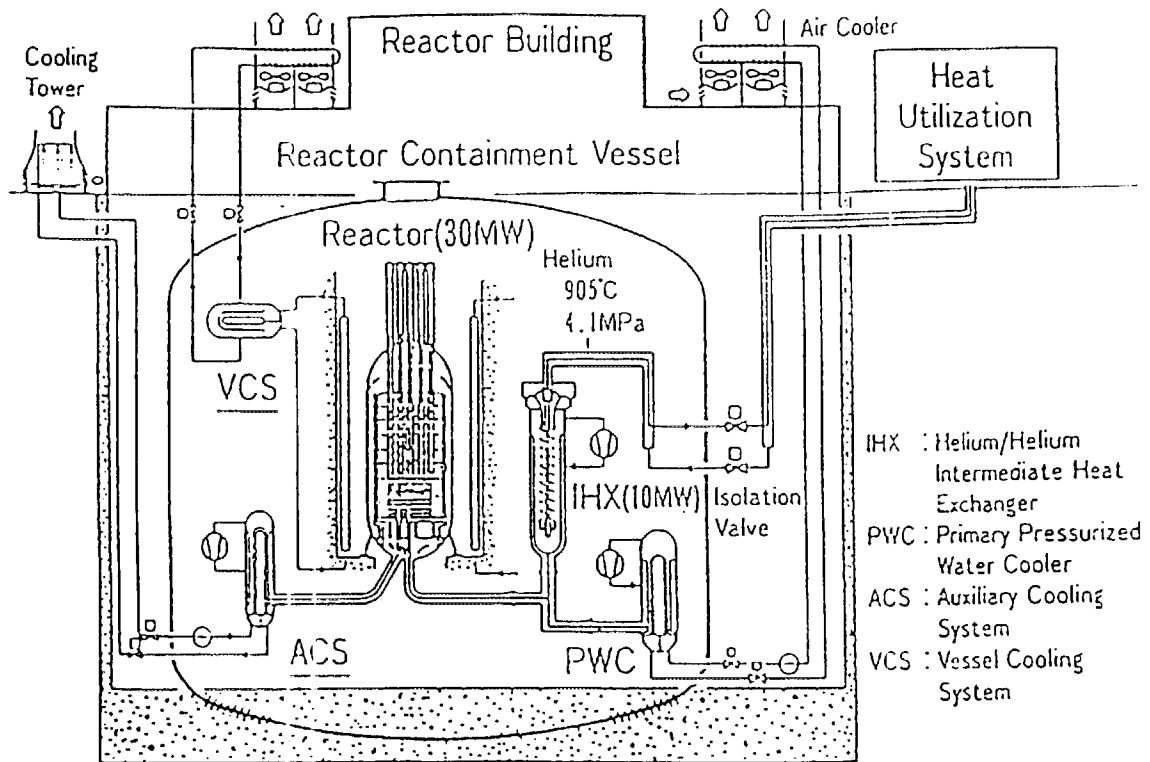 Cooling
Tower
Reactor Building
Air Cooler
Heat
Utilization
System
Reactor Containment Vessel
Reactor(30MW)
Helium
905°C
4.1MPa
VCS
IHX(10MW)
Isolation
Valve
ACS
PWC
IHX : Helium/Helium
Intermediate Heat
Exchanger
PWC : Primary Pressurized
Water Cooler
ACS : Auxiliary Cooling
System
VCS : Vessel Cooling
System